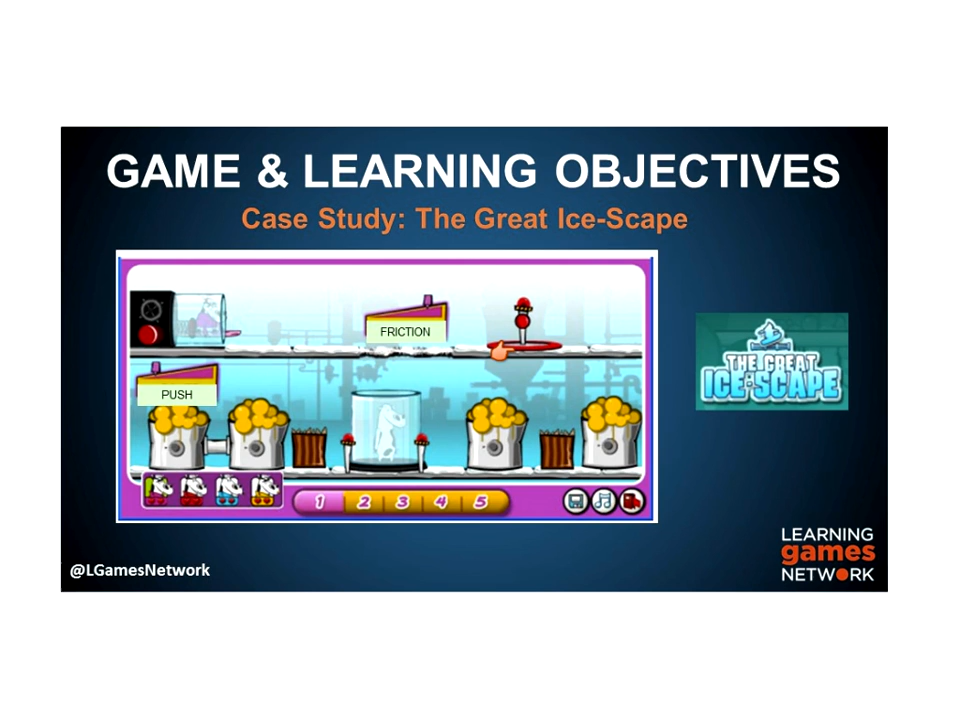 GAME & LEARNING OBJECTIVES
Case Study: The Great Ice-Scape
FRICTION
PUSH
THE GREAT
ICE-SCAPE
1 2 3 4 5
@LGamesNetwork
LEARNING
games
NETWORK